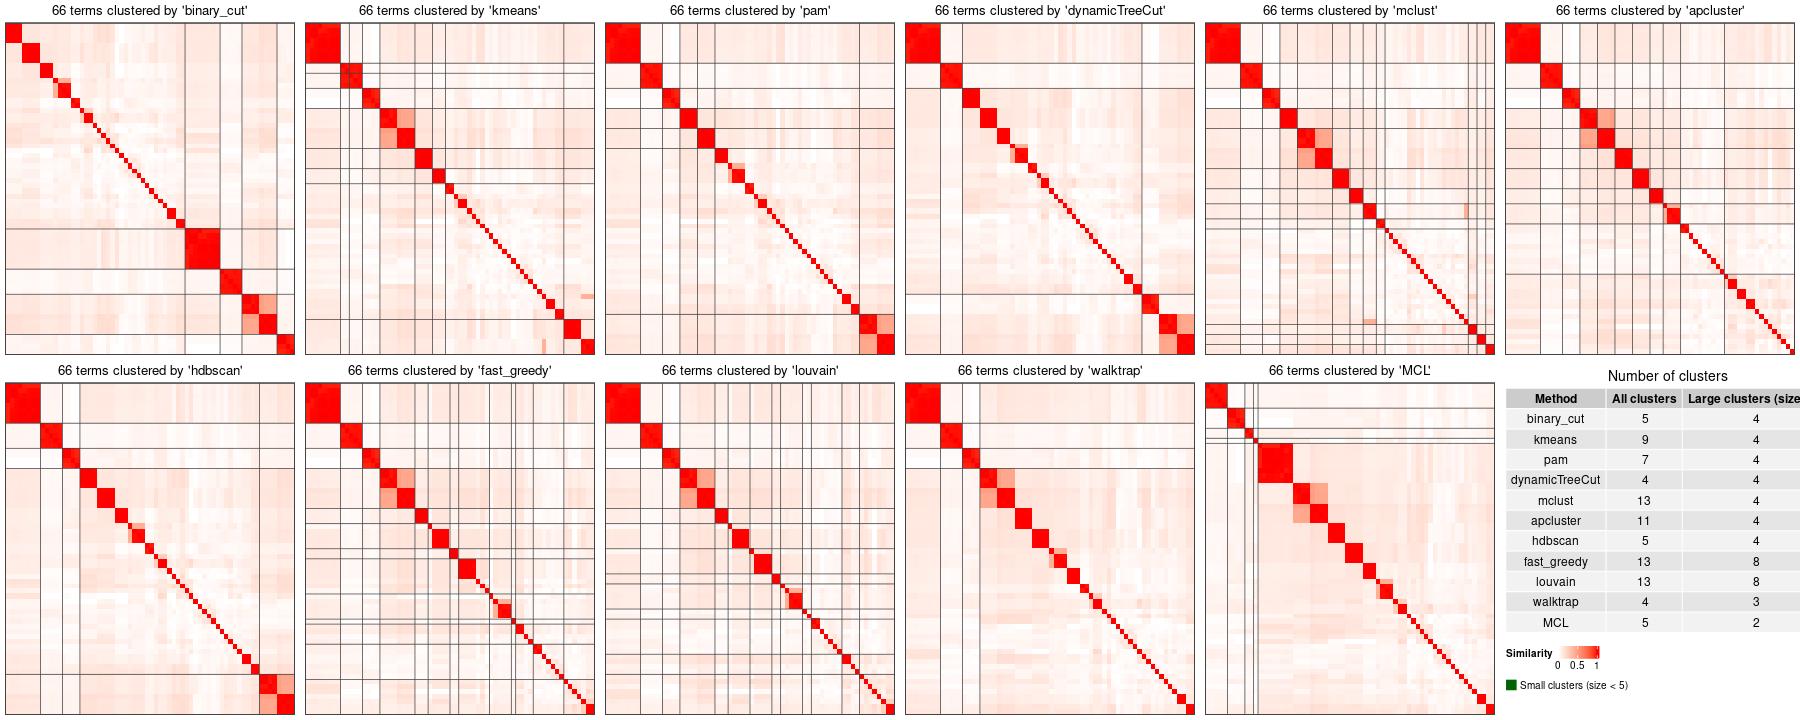 66 terms clustered by 'binary_cut'
66 terms clustered by 'kmeans'
66 terms clustered by 'pam'
66 terms clustered by 'dynamicTreeCut'
66 terms clustered by 'mclust'
66 terms clustered by 'apcluster'
66 terms clustered by 'hdbscan'
66 terms clustered by 'fast_greedy'
66 terms clustered by 'louvain'
66 terms clustered by 'walktrap'
66 terms clustered by 'MCL'
Number of clusters
Method All clusters Large clusters (size
binary_cut 5 4
kmeans 9 4
pam 7 4
dynamicTreeCut 4 4
mclust 13 4
apcluster 11 4
hdbscan 5 4
fast_greedy 13 8
louvain 13 8
walktrap 4 3
MCL 5 2
Similarity
0 0.5 1
Small clusters (size < 5)